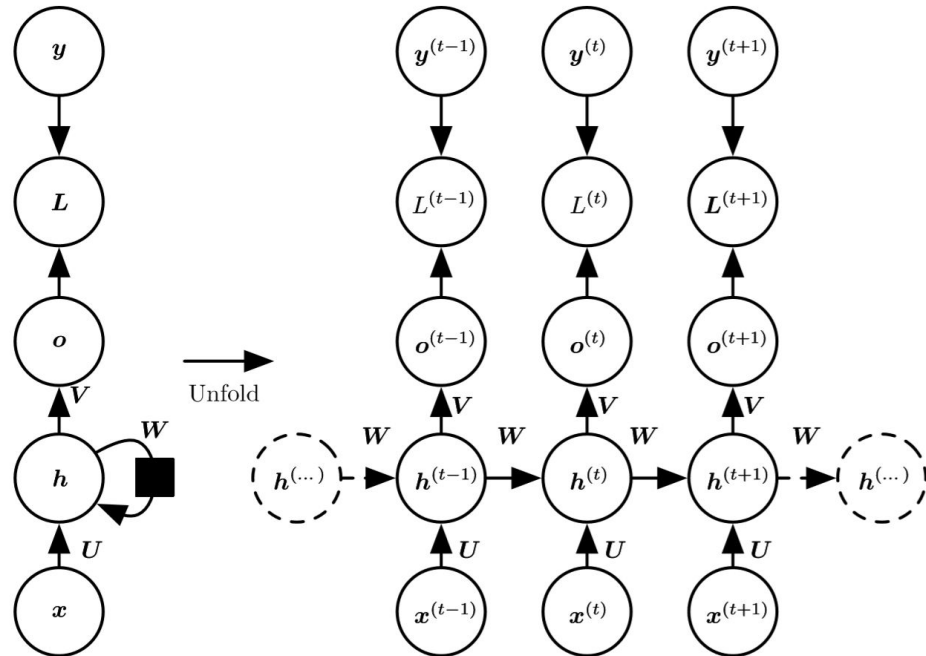 y y^{(t−1)} y^{(t)} y^{(t+1)}
L L^{(t−1)} L^{(t)} L^{(t+1)}
o o^{(t−1)} o^{(t)} o^{(t+1)}
Unfold
V V V V
W W W W W
h h^{(...)} h^{(t−1)} h^{(t)} h^{(t+1)} h^{(...)}
U U U U
x x^{(t−1)} x^{(t)} x^{(t+1)}